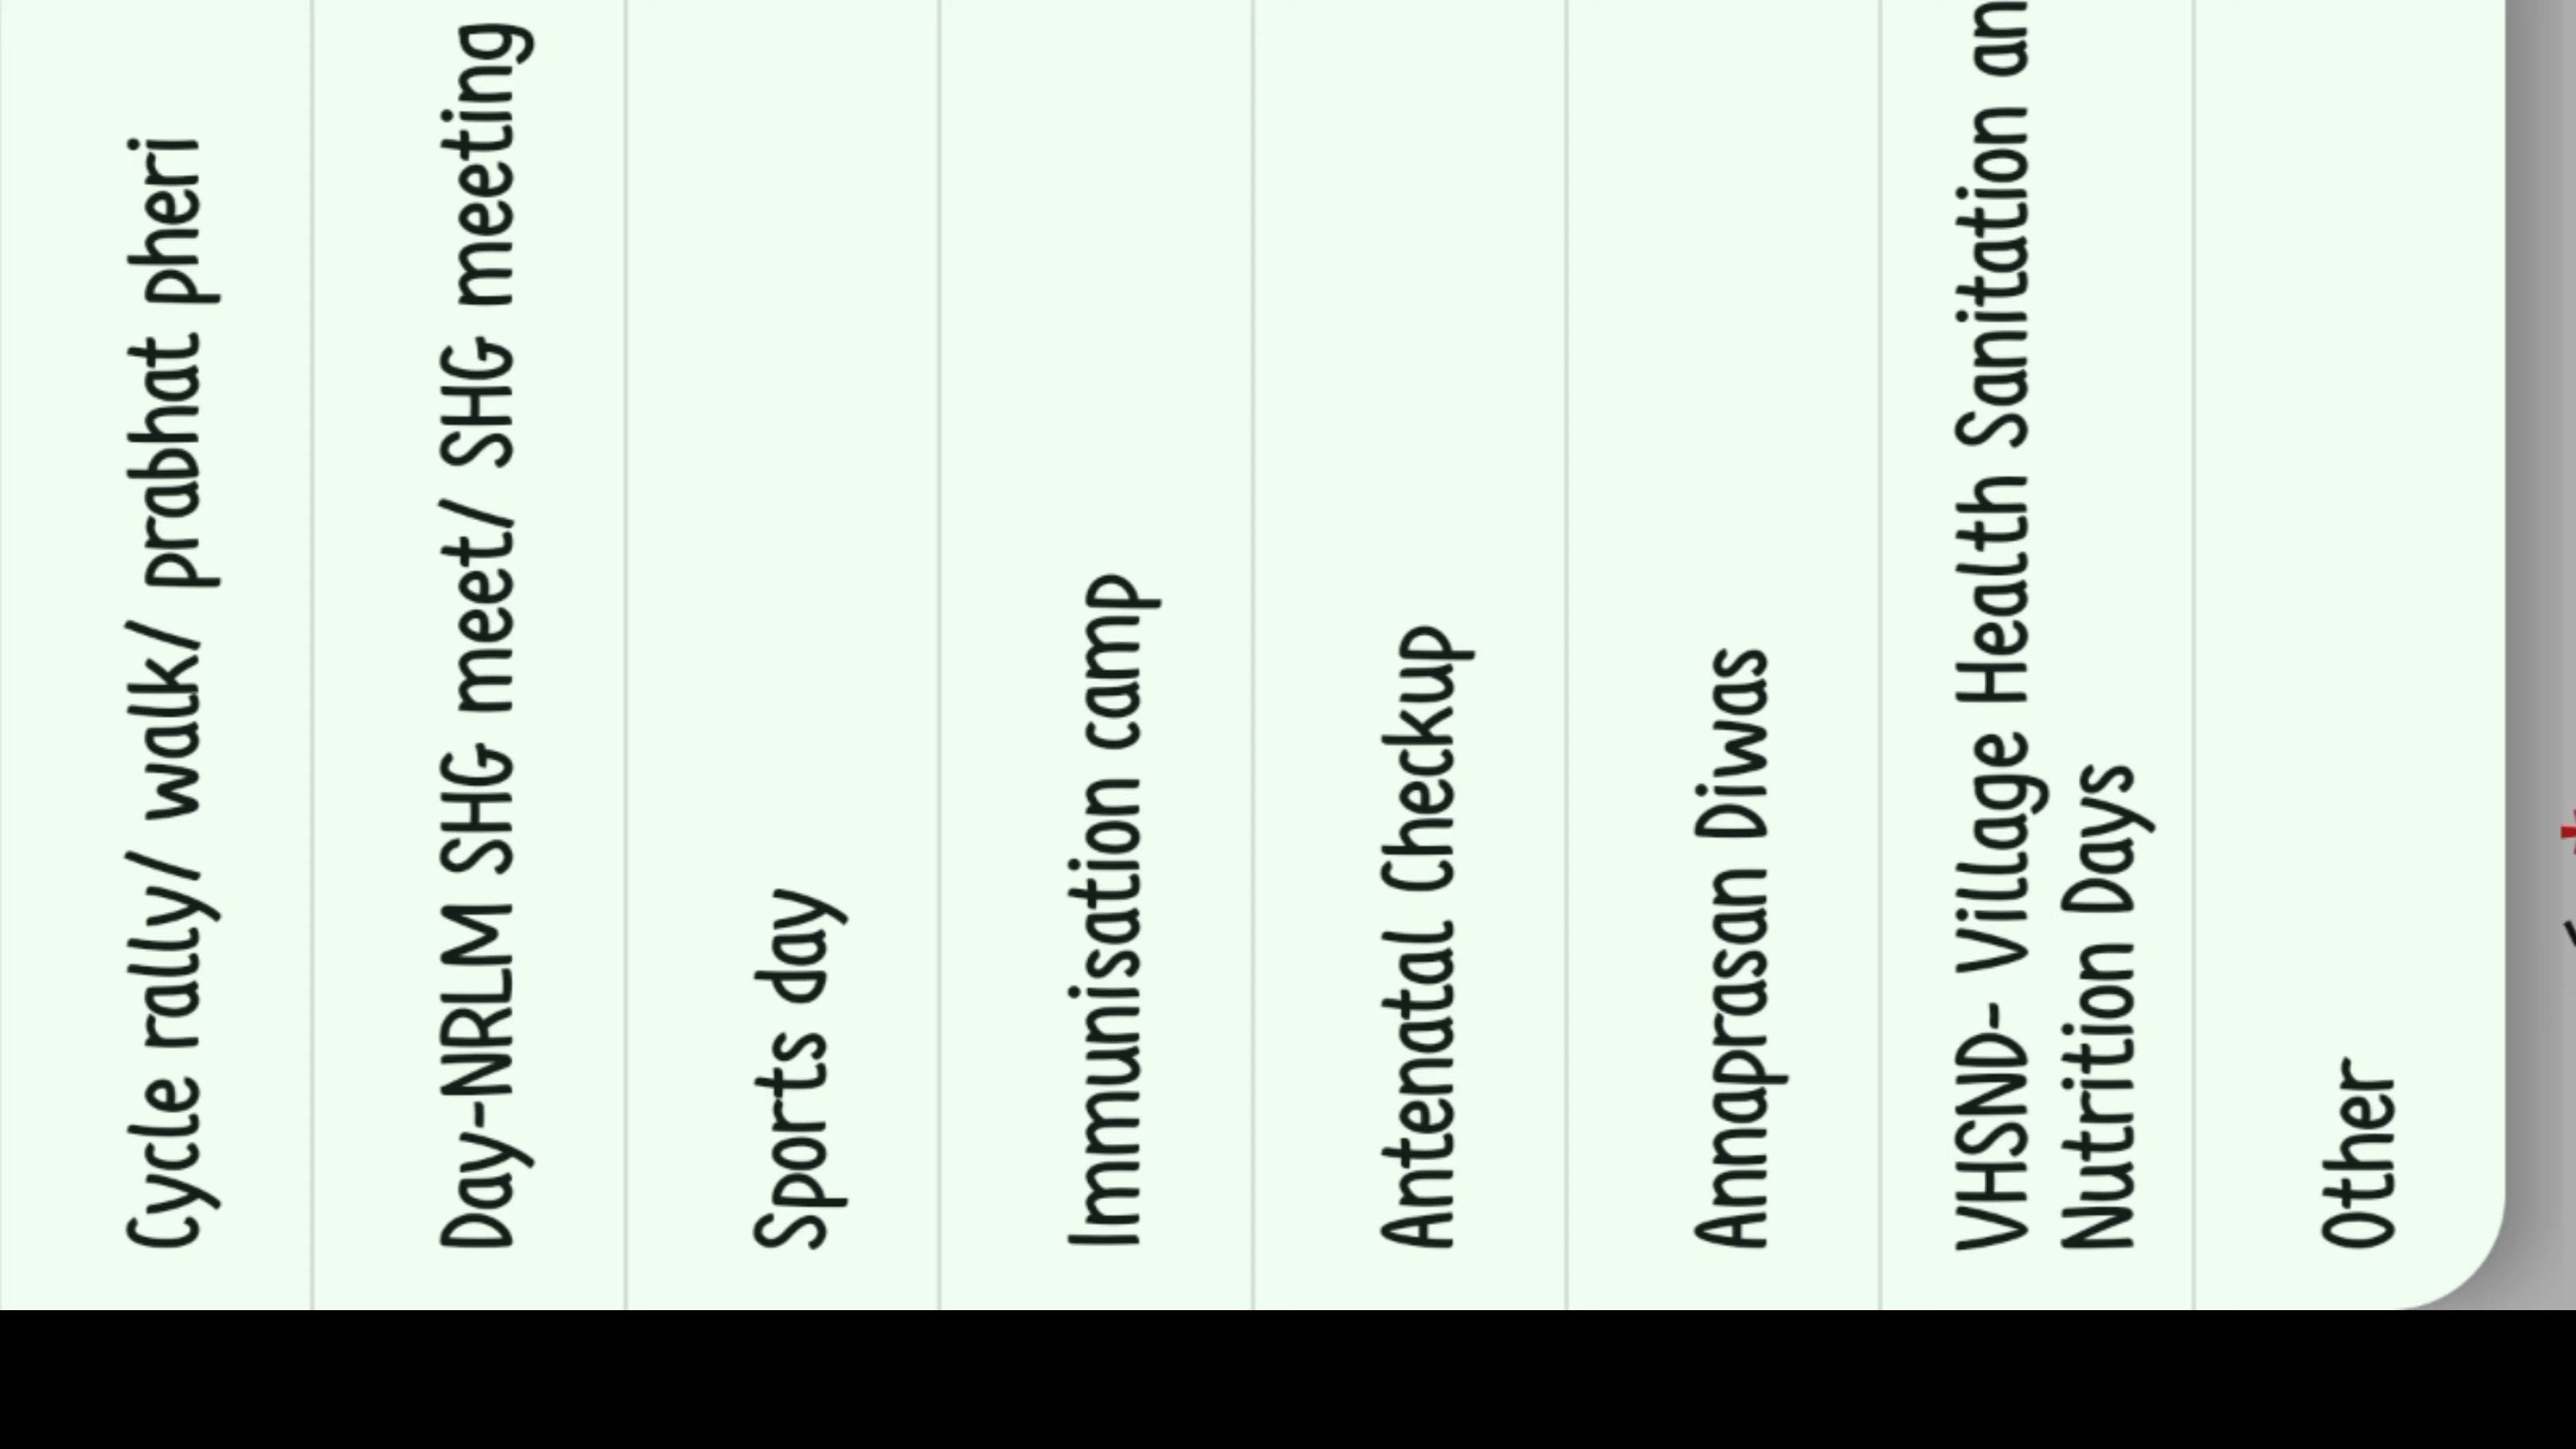 Cycle rally/ walk/ prabhat pheri
Day-NRLM SHG meet/ SHG meeting
Sports day
Immunisation camp
Antenatal Checkup
Annaprasan Diwas
VHSND- Village Health Sanitation an
Nutrition Days
Other